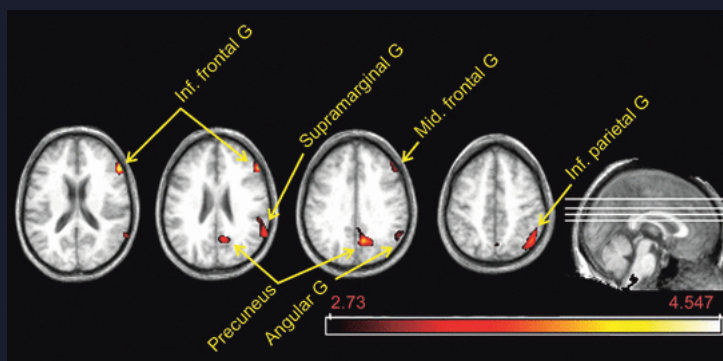 Inf. frontal G
Supramarginal G
Mid. frontal G
Inf. parietal G
Precuneus
Angular G
2.73
4.547